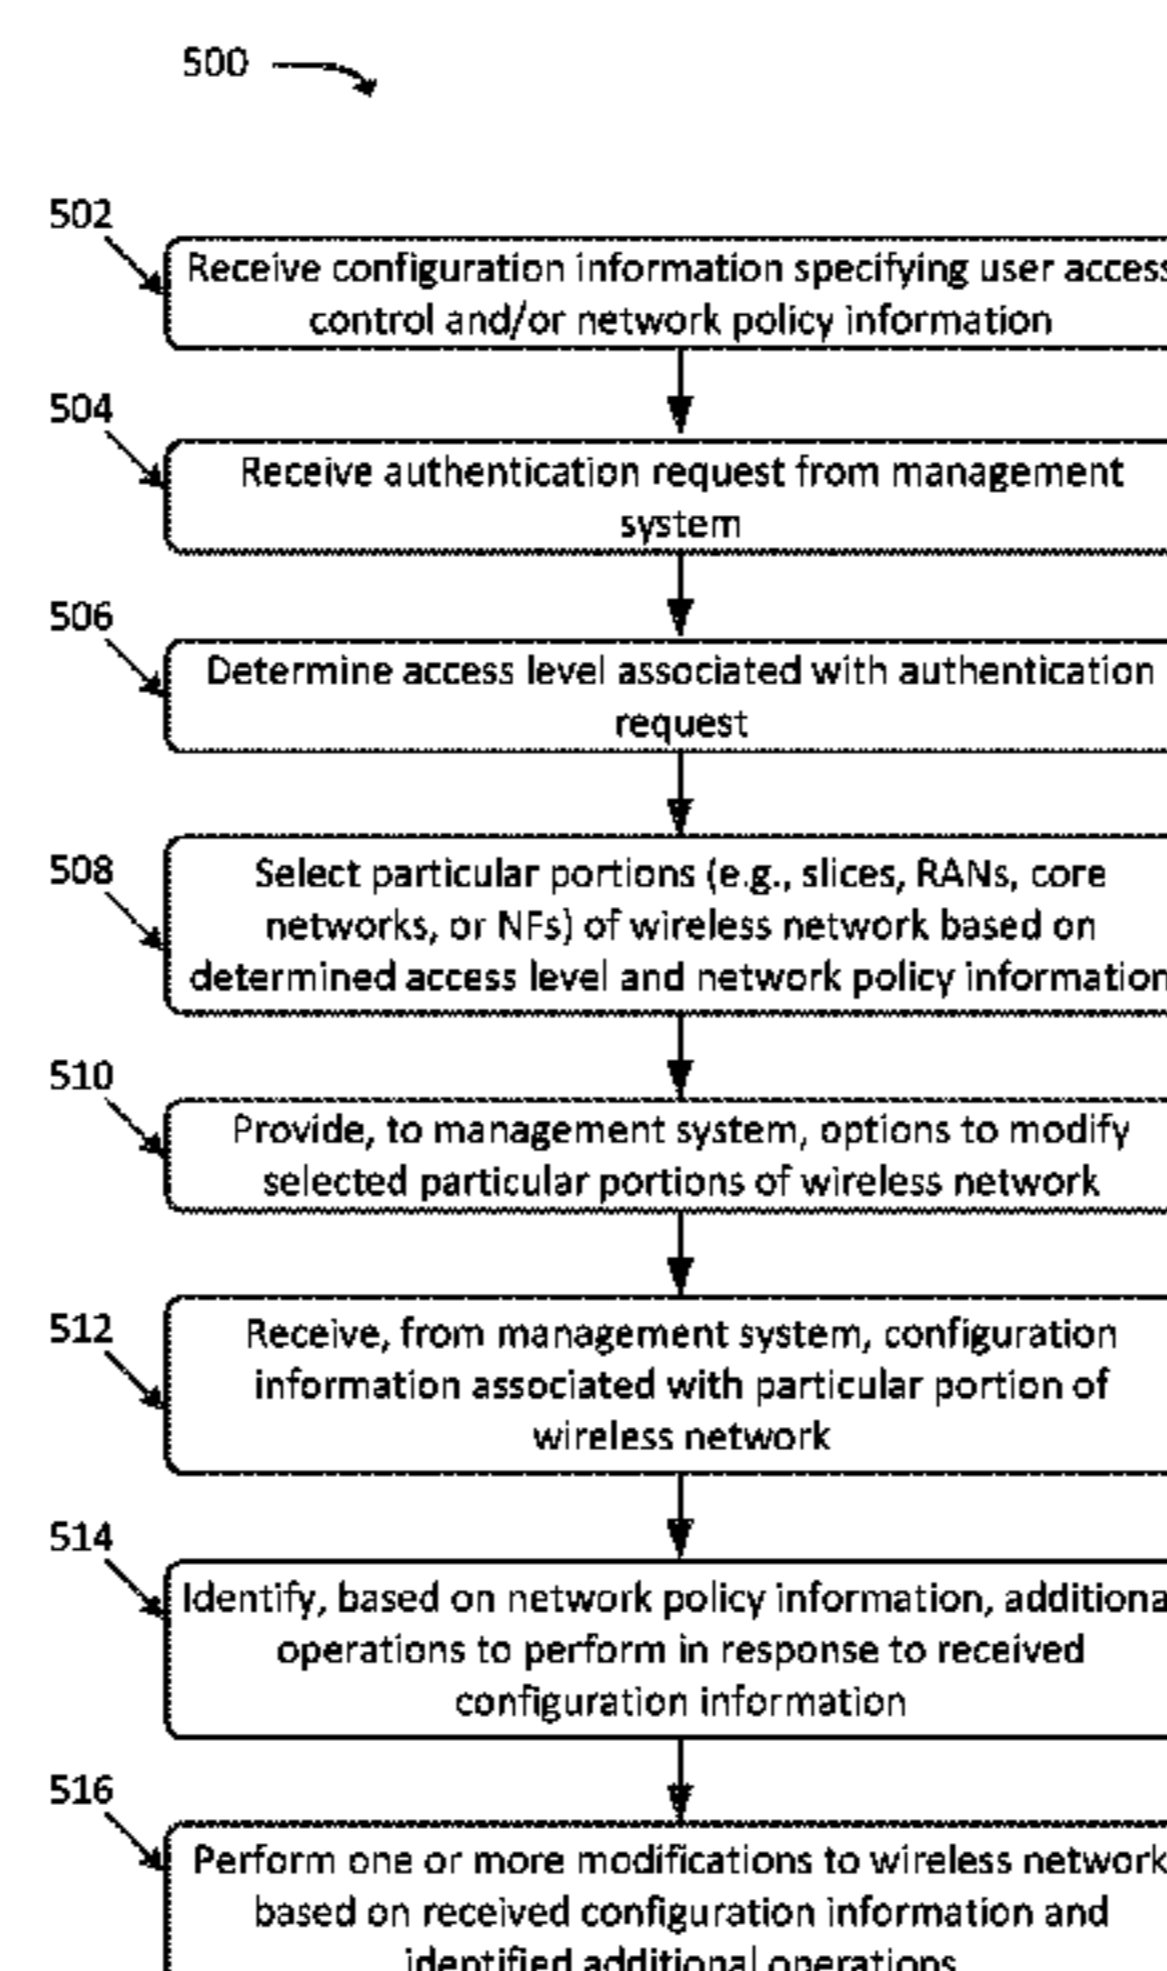 500
502
Receive configuration information specifying user access
control and/or network policy information
504
Receive authentication request from management
system
506
Determine access level associated with authentication
request
508
Select particular portions (e.g., slices, RANs, core
networks, or NFs) of wireless network based on
determined access level and network policy information
510
Provide, to management system, options to modify
selected particular portions of wireless network
512
Receive, from management system, configuration
information associated with particular portion of
wireless network
514
Identify, based on network policy information, additiona
operations to perform in response to received
configuration information
516
Perform one or more modifications to wireless network
based on received configuration information and
identified additional operations